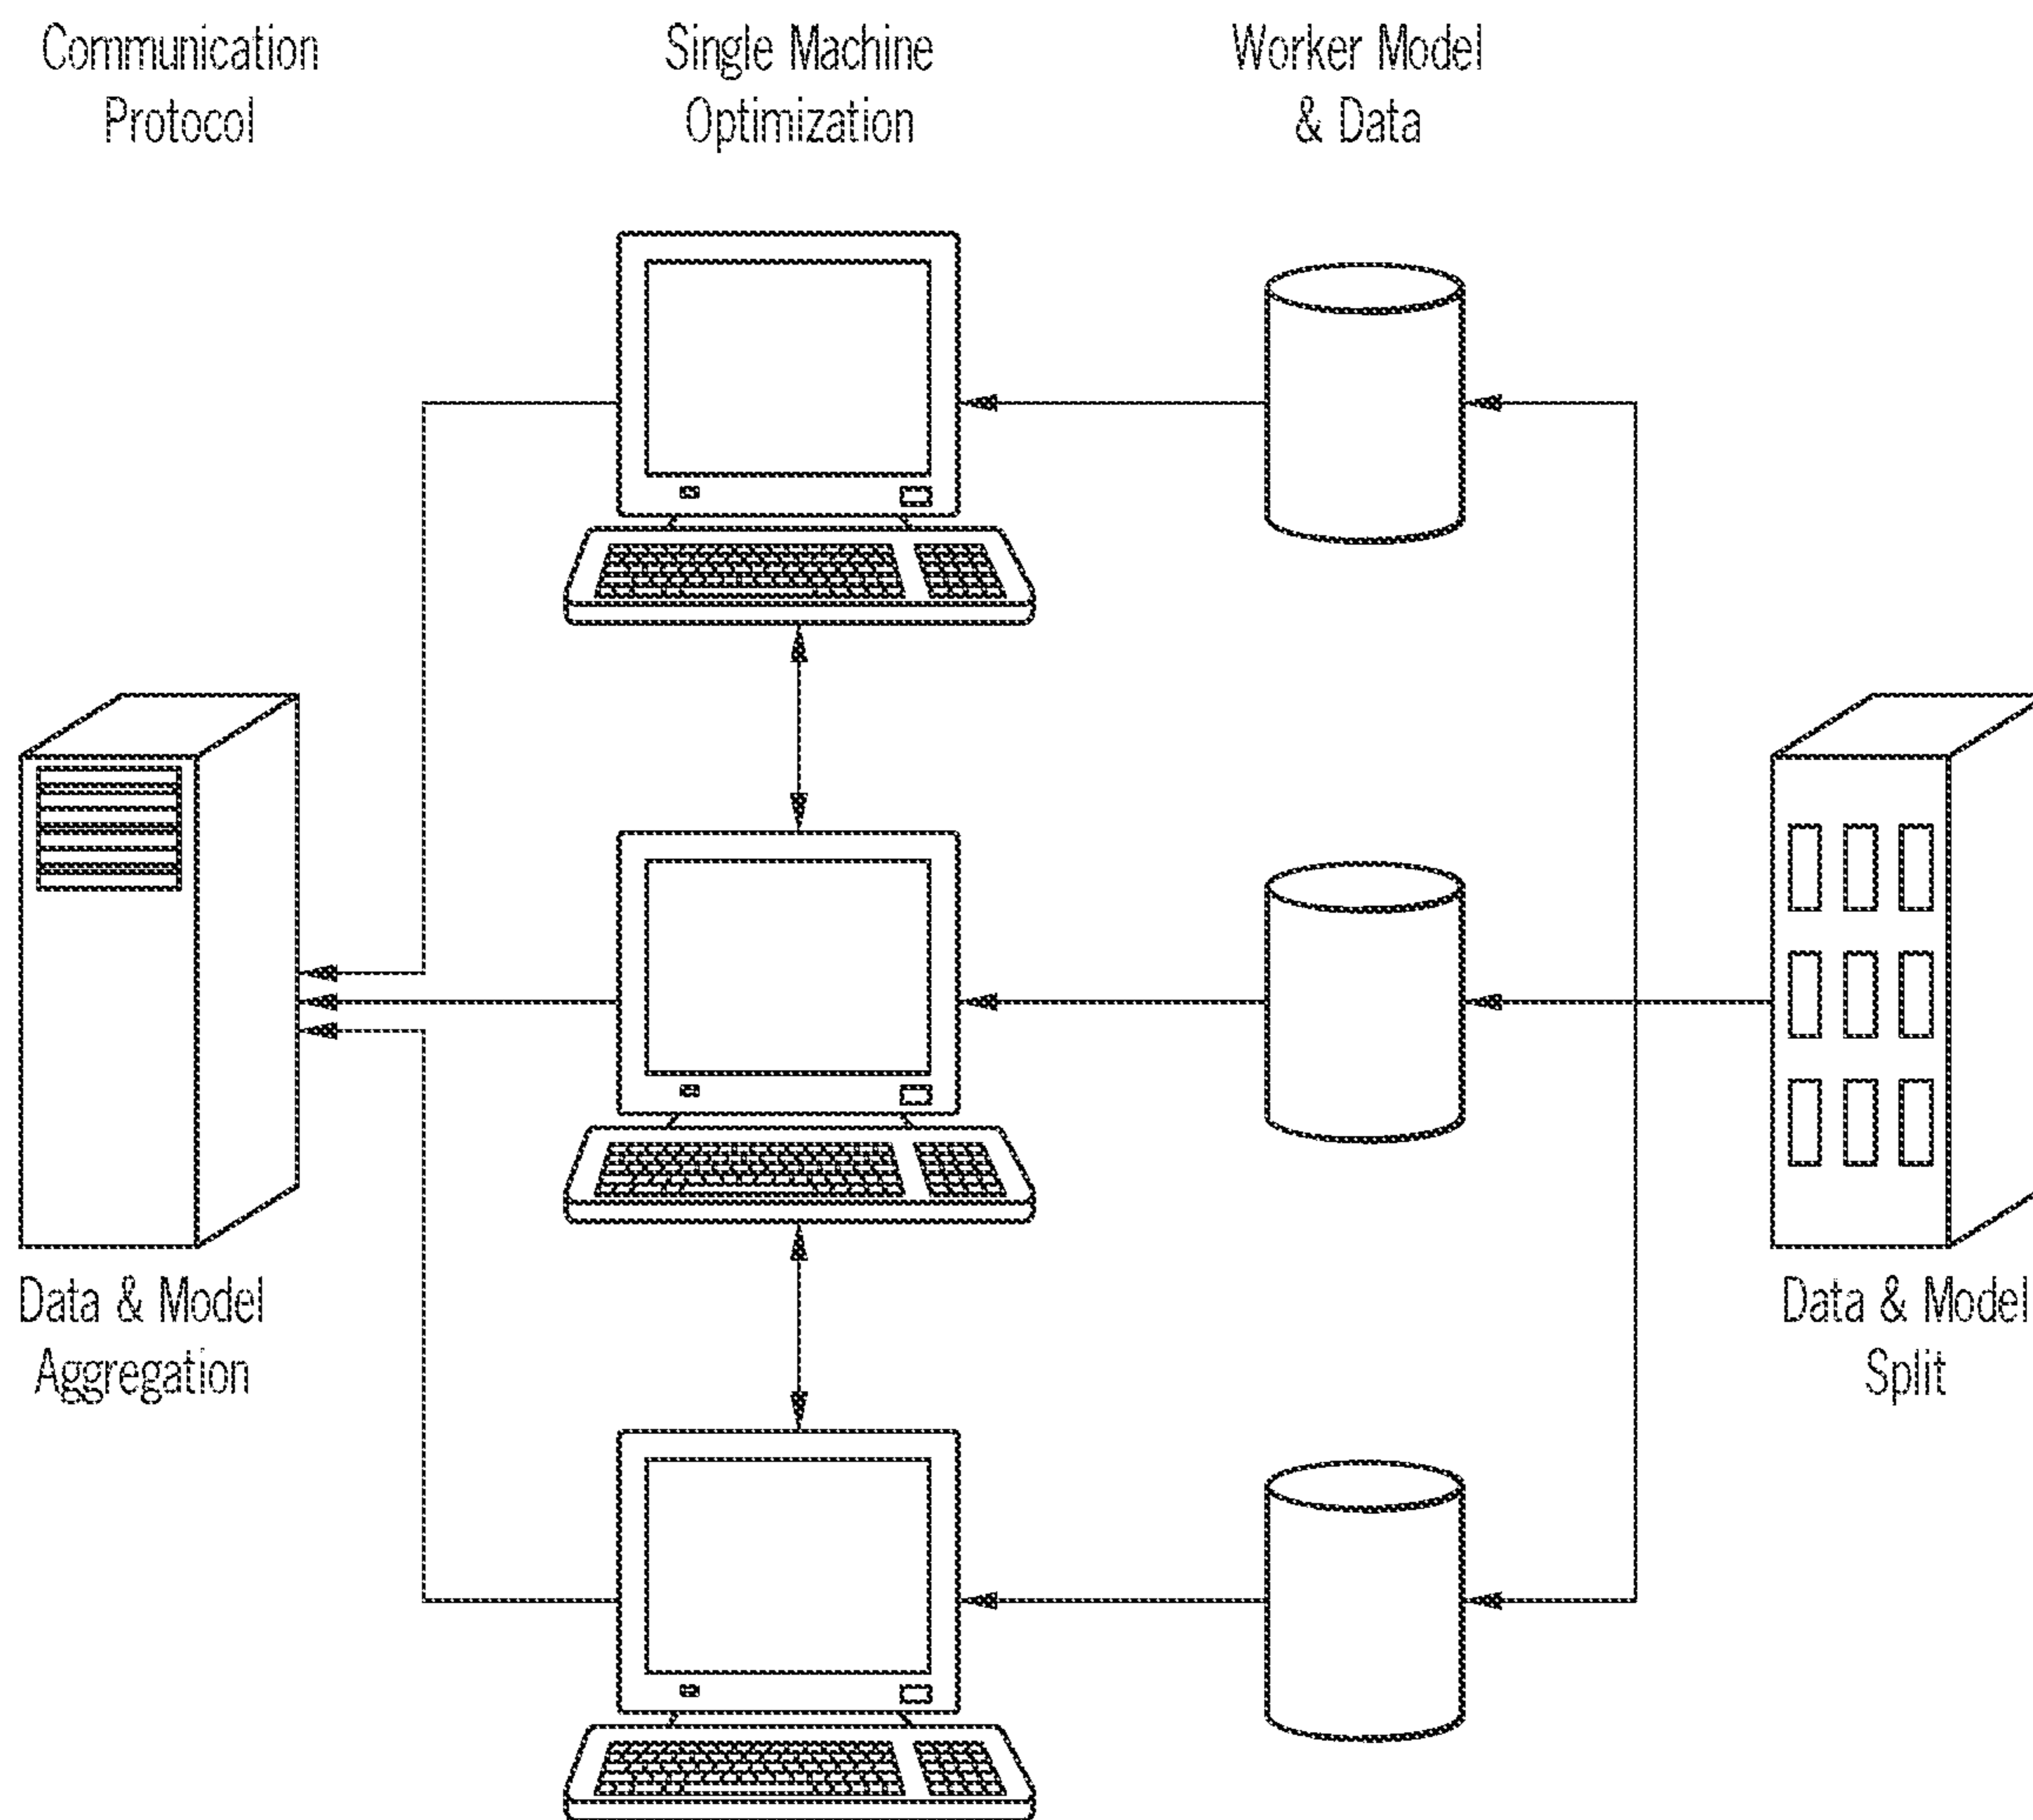 Communication
Protocol
Single Machine
Optimization
Worker Model
& Data
Data & Model
Aggregation
Data & Model
Split